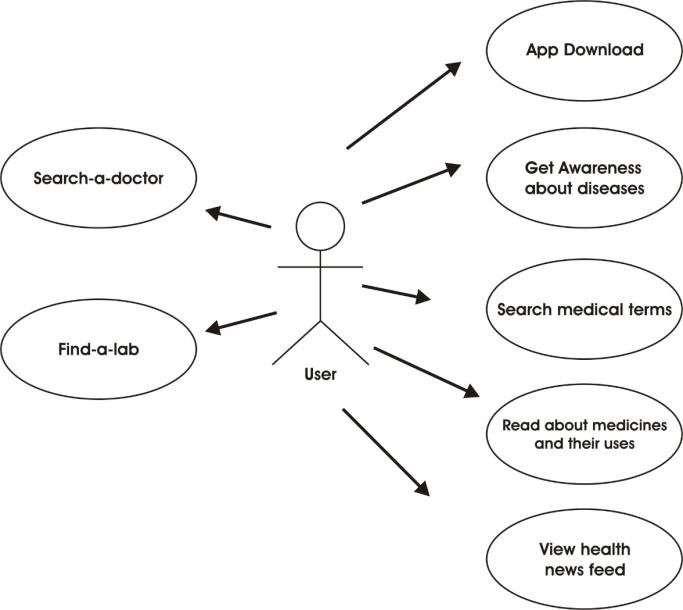 App Download
Get Awareness
about diseases
Search-a-doctor
Search medical terms
Find-a-lab
User
Read about medicines
and their uses
View health
news feed